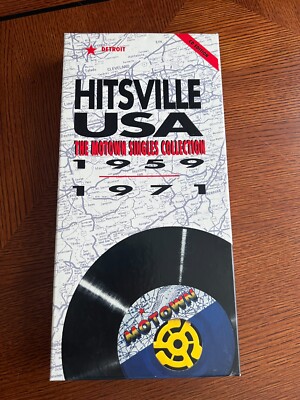 DETROIT
HITSVILLE
USA
THE MOTOWN SINGLES COLLECTION
1959
1971
MOTOWN